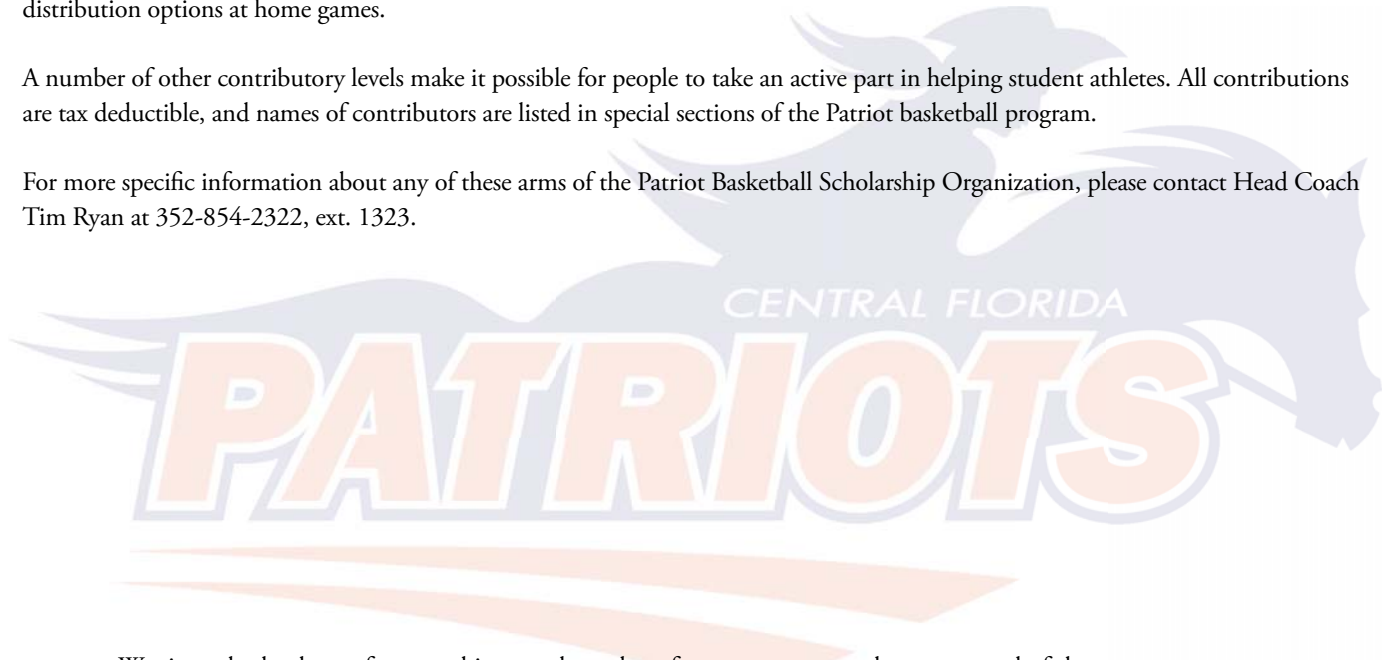 distribution options at home games.
A number of other contributory levels make it possible for people to take an active part in helping student athletes. All contributions
are tax deductible, and names of contributors are listed in special sections of the Patriot basketball program.
For more specific information about any of these arms of the Patriot Basketball Scholarship Organization, please contact Head Coach
Tim Ryan at 352-854-2322, ext. 1323.
CENTRAL FLORIDA
PATRIOTS